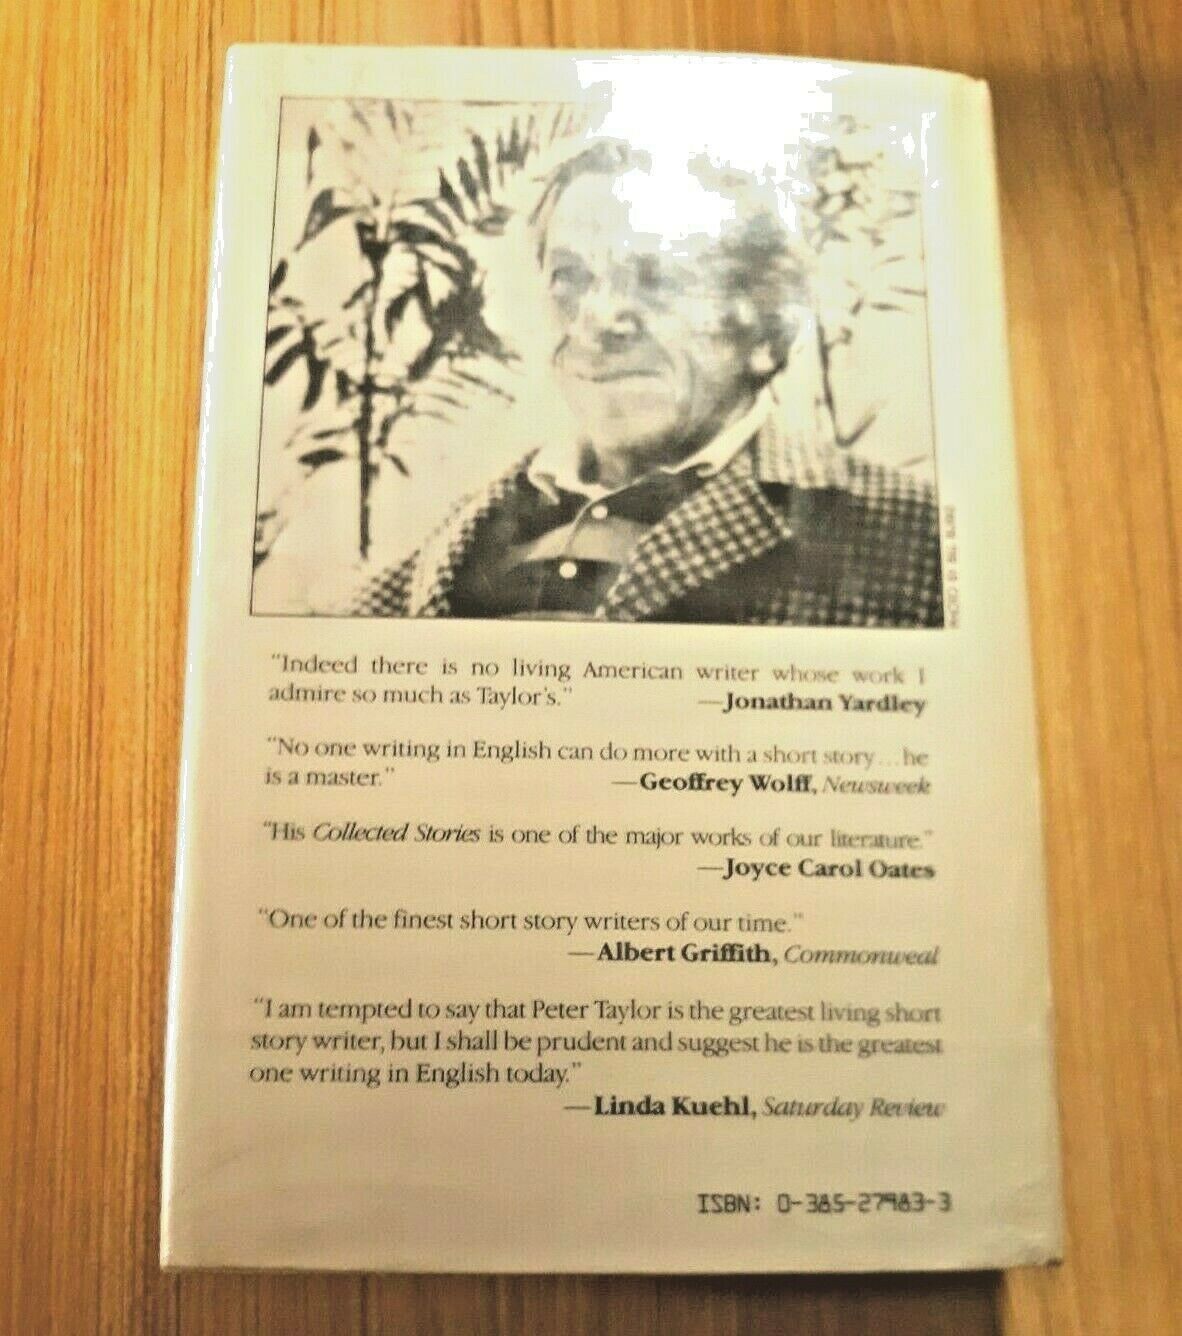 "Indeed there is no living American writer whose work I
admire so much as Taylor's." —Jonathan Yardley
"No one writing in English can do more with a short story...he
is a master." —Geoffrey Wolff, Newsweek
"His Collected Stories is one of the major works of our literature."
—Joyce Carol Oates
"One of the finest short story writers of our time."
—Albert Griffith, Commonweal
"I am tempted to say that Peter Taylor is the greatest living short
story writer, but I shall be prudent and suggest he is the greatest
one writing in English today."
—Linda Kuehl, Saturday Review
ISBN: 0-385-27983-3